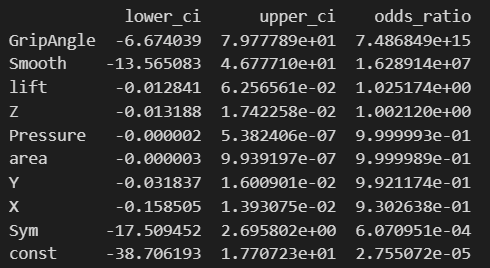 lower_ci upper_ci odds_ratio
GripAngle -6.674039 7.977789e+01 7.486849e+15
Smooth -13.565083 4.677710e+01 1.628914e+07
lift -0.012841 6.256561e-02 1.025174e+00
Z -0.013188 1.742258e-02 1.002120e+00
Pressure -0.000002 5.382406e-07 9.999993e-01
area -0.000003 9.939197e-07 9.999989e-01
Y -0.031837 1.600901e-02 9.921174e-01
X -0.158505 1.393075e-02 9.302638e-01
Sym -17.509452 2.695802e+00 6.070951e-04
const -38.706193 1.770723e+01 2.755072e-05